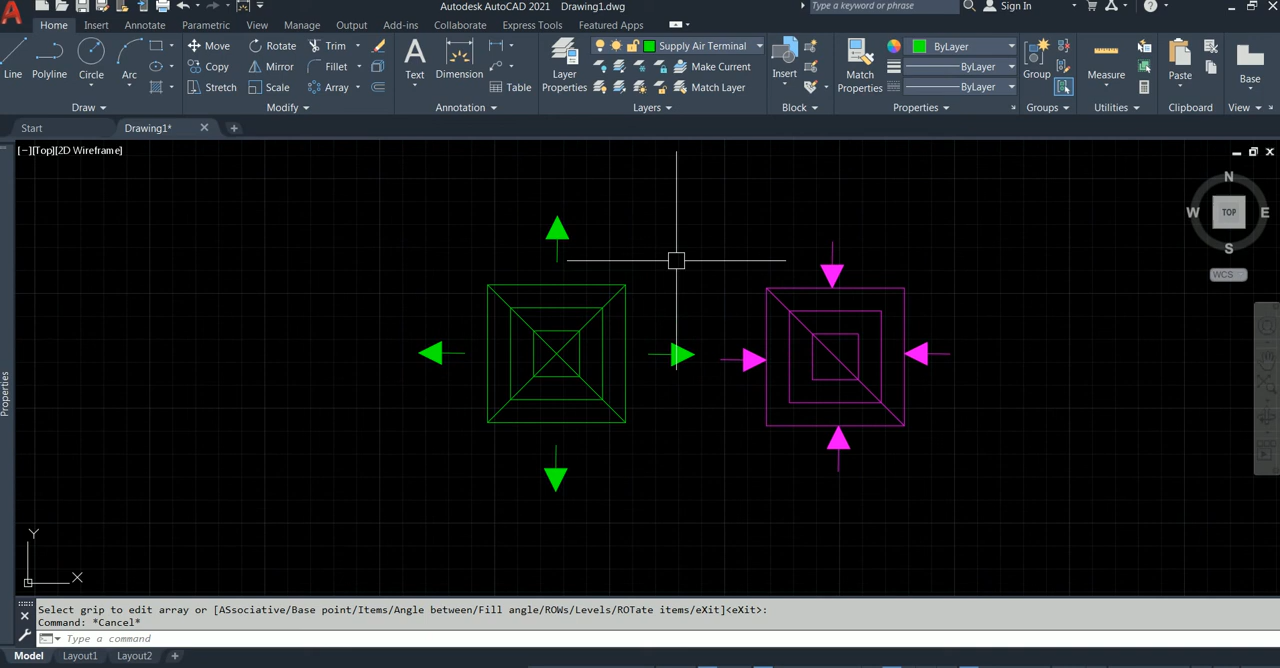 Autodesk AutoCAD 2021 Drawing1.dwg
Type a keyword or phrase
Sign In
Home Insert Annotate Parametric View Manage Output Add-ins Collaborate Express Tools Featured Apps
Move Rotate Trim
Copy Mirror Fillet
Stretch Scale Array
Line Polyline Circle Arc
Text Dimension Table
Layer Properties
Supply Air Terminal
Make Current
Match Layer
Insert
Match Properties
ByLayer
ByLayer
ByLayer
Group Measure Paste Base
Draw Modify Annotation Layers Block Properties Groups Utilities Clipboard View
Start Drawing1*
[−][Top][2D Wireframe]
N
W TOP E
S
WCS
Properties
Y
X
Select grip to edit array or [ASsociative/Base point/Items/Angle between/Fill angle/ROWs/Levels/ROTate items/eXit]<eXit>:
Command: *Cancel*
Type a command
Model Layout1 Layout2 +